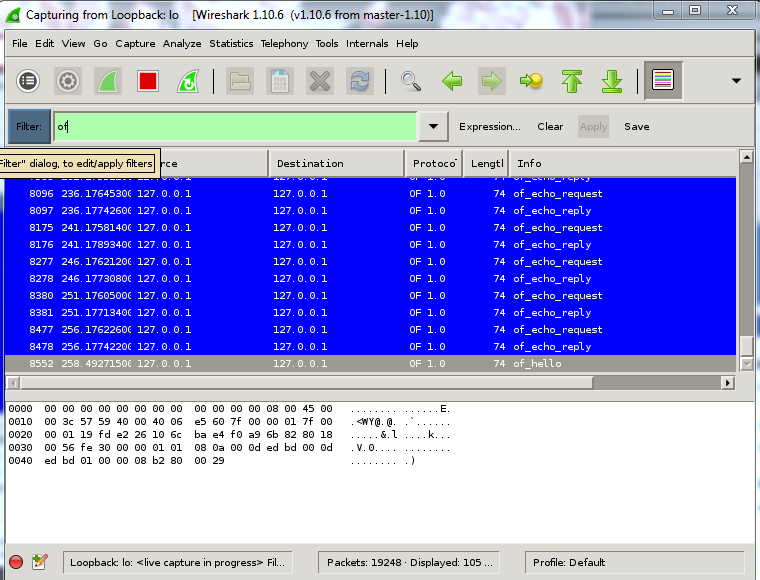 Capturing from Loopback: lo [Wireshark 1.10.6 (v1.10.6 from master-1.10)]
File Edit View Go Capture Analyze Statistics Telephony Tools Internals Help
Filter: of Expression... Clear Apply Save
Filter" dialog, to edit/apply filters rce Destination Protocol Length Info
8096 236.17645300 127.0.0.1 127.0.0.1 OF 1.0 74 of_echo_request
8097 236.17742600 127.0.0.1 127.0.0.1 OF 1.0 74 of_echo_reply
8175 241.17581400 127.0.0.1 127.0.0.1 OF 1.0 74 of_echo_request
8176 241.17893400 127.0.0.1 127.0.0.1 OF 1.0 74 of_echo_reply
8277 246.17621200 127.0.0.1 127.0.0.1 OF 1.0 74 of_echo_request
8278 246.17730800 127.0.0.1 127.0.0.1 OF 1.0 74 of_echo_reply
8380 251.17605000 127.0.0.1 127.0.0.1 OF 1.0 74 of_echo_request
8381 251.17713400 127.0.0.1 127.0.0.1 OF 1.0 74 of_echo_reply
8477 256.17622600 127.0.0.1 127.0.0.1 OF 1.0 74 of_echo_request
8478 256.17742200 127.0.0.1 127.0.0.1 OF 1.0 74 of_echo_reply
8552 258.49271500 127.0.0.1 127.0.0.1 OF 1.0 74 of_hello
0000 00 00 00 00 00 00 00 00 00 00 00 00 08 00 45 00 ........ ......E.
0010 00 3c 57 59 40 00 40 06 e5 60 7f 00 00 01 7f 00 .<WY@.@. .`......
0020 00 01 19 fd e2 26 10 6c ba e4 f0 a9 6b 82 80 18 .....&.l ....k...
0030 00 56 fe 30 00 00 01 01 08 0a 00 0d ed bd 00 0d .V.0.... ........
0040 ed bd 01 00 00 08 b2 80 00 29 ........ .)
Loopback: lo: <live capture in progress> Fil... Packets: 19248 · Displayed: 105 ... Profile: Default